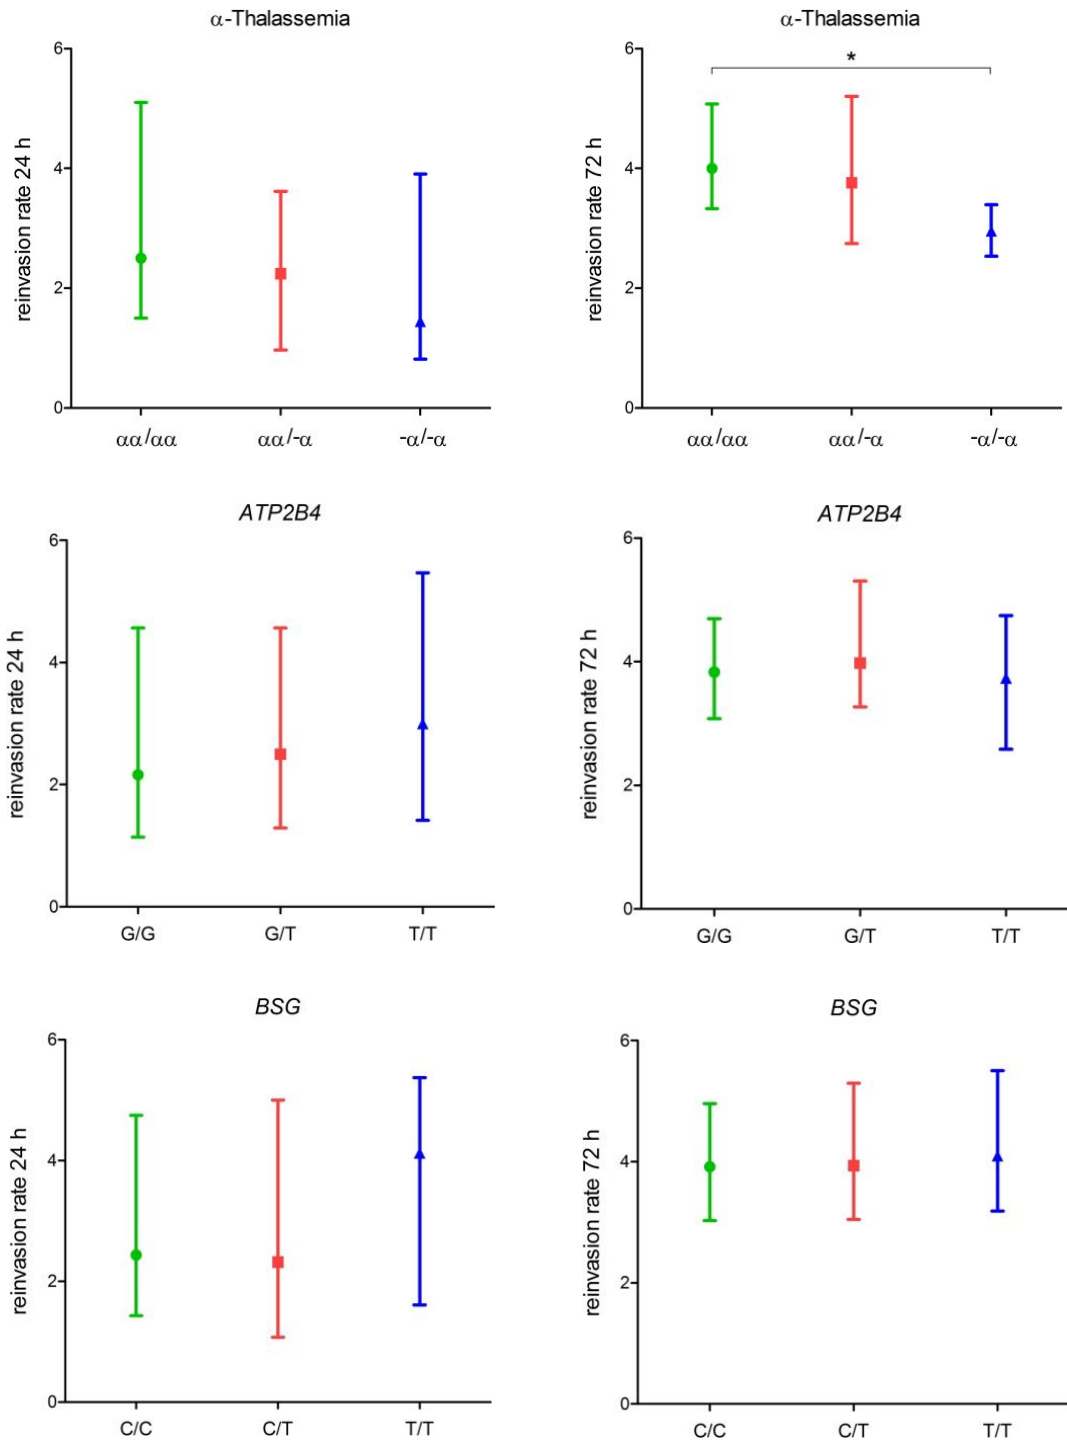 α-Thalassemia
reinvasion rate 24 h
6
4
2
0
αα/αα αα/-α -α/-α
α-Thalassemia
*
reinvasion rate 72 h
6
4
2
0
αα/αα αα/-α -α/-α
ATP2B4
reinvasion rate 24 h
6
4
2
0
G/G G/T T/T
ATP2B4
reinvasion rate 72 h
6
4
2
0
G/G G/T T/T
BSG
reinvasion rate 24 h
6
4
2
0
C/C C/T T/T
BSG
reinvasion rate 72 h
6
4
2
0
C/C C/T T/T